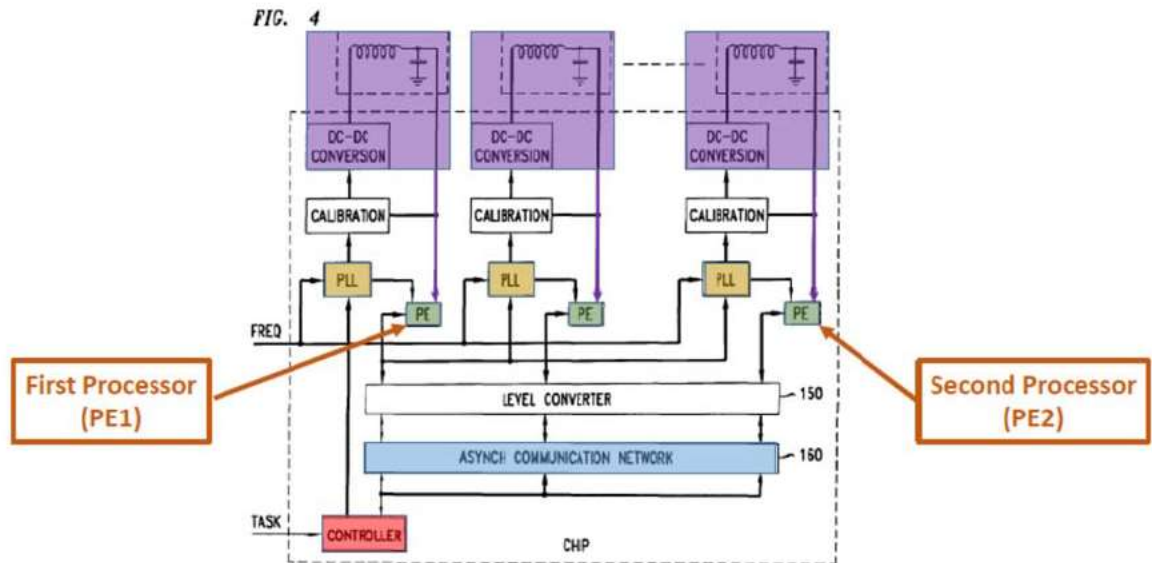 FIG. 4
DC-DC
CONVERSION
DC-DC
CONVERSION
DC-DC
CONVERSION
CALIBRATION
CALIBRATION
CALIBRATION
PLL
PLL
PLL
PE
PE
PE
FREQ
First Processor
(PE1)
Second Processor
(PE2)
LEVEL CONVERTER
150
ASYNCH COMMUNICATION NETWORK
160
TASK
CONTROLLER
CHIP